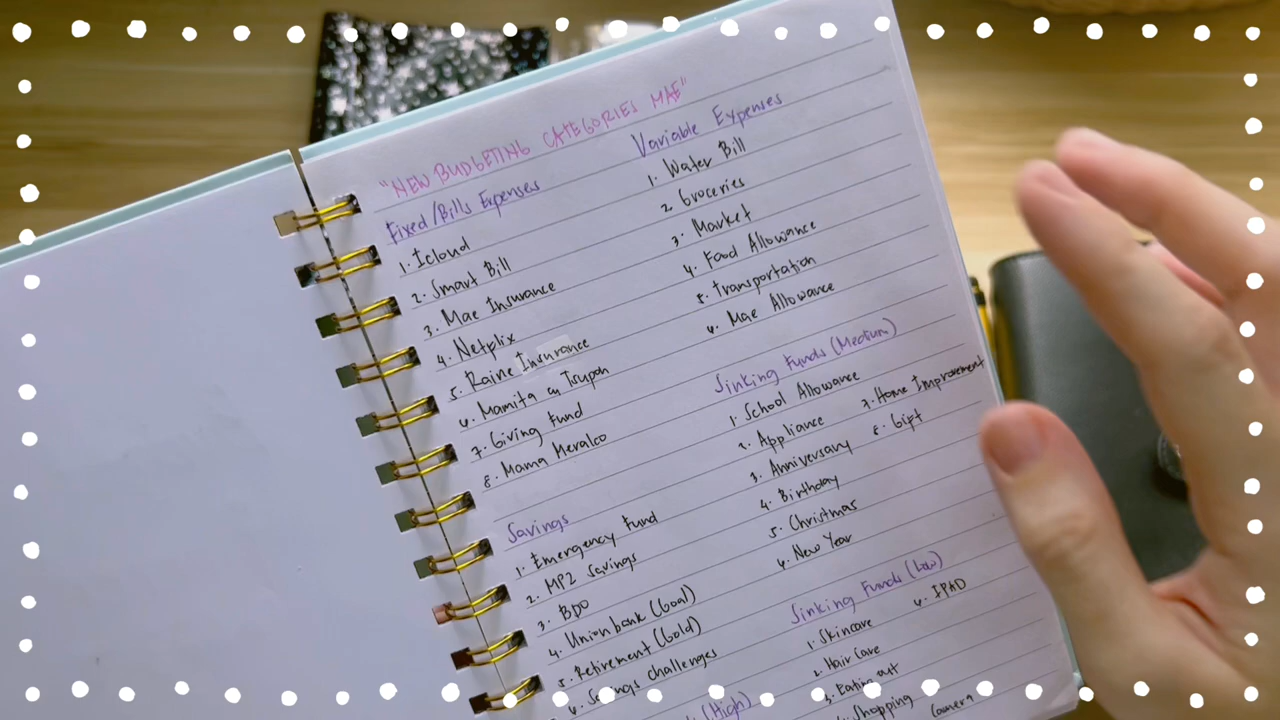 "NEW BUDGETING CATEGORIES MAE"
Fixed/Bills Expenses
1. Icloud
2. Smart Bill
3. Mae Insurance
4. Netflix
5. Raine Insurance
6. Mamita
7. Giving Fund
8. Mama Meralco
Variable Expenses
1. Water Bill
2. Groceries
3. Market
4. Food Allowance
5. Transportation
6. Mae Allowance
Savings
1. Emergency Fund
2. MP2 Savings
3. BDO
4. Unionbank (Goal)
5. Retirement (Gold)
6. Savings challenges
Sinking Funds (Medium)
1. School Allowance
2. Appliance
3. Anniversary
4. Birthday
5. Christmas
6. New Year
7. Home Improvement
8. Gift
Sinking Funds (Low)
1. Skincare
2. Hair Care
3. Eating out
Shopping
6. IPAD
Camera
(High)